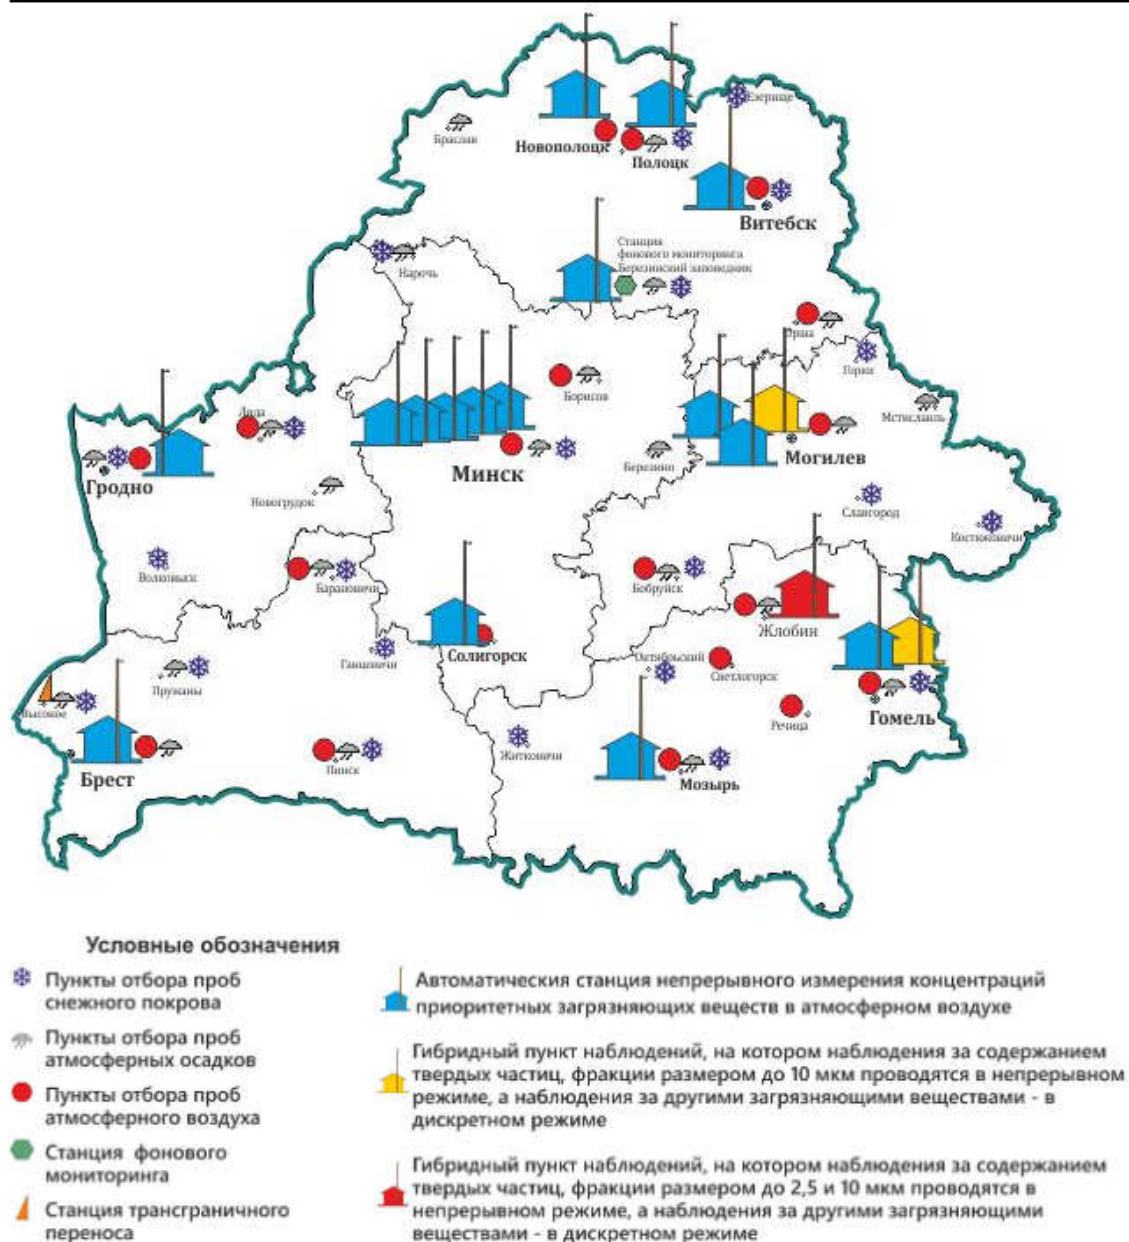 Браслав
Новополоцк
Полоцк
Езерище
Витебск
Станция
фонового мониторинга
Березинский заповедник
Нарочь
Орша
Горки
Мстиславль
Борисов
Лида
Минск
Березино
Могилев
Гродно
Новогрудок
Славгород
Костюковичи
Волковыск
Барановичи
Бобруйск
Жлобин
Солигорск
Ганцевичи
Октябрьский
Светлогорск
Пружаны
Высокое
Речица
Гомель
Житковичи
Пинск
Мозырь
Брест
Условные обозначения
Пункты отбора проб
снежного покрова
Пункты отбора проб
атмосферных осадков
Пункты отбора проб
атмосферного воздуха
Станция фонового
мониторинга
Станция трансграничного
переноса
Автоматическия станция непрерывного измерения концентраций
приоритетных загрязняющих веществ в атмосферном воздухе
Гибридный пункт наблюдений, на котором наблюдения за содержанием
твердых частиц, фракции размером до 10 мкм проводятся в непрерывном
режиме, а наблюдения за другими загрязняющими веществами - в
дискретном режиме
Гибридный пункт наблюдений, на котором наблюдения за содержанием
твердых частиц, фракции размером до 2,5 и 10 мкм проводятся в
непрерывном режиме, а наблюдения за другими загрязняющими
веществами - в дискретном режиме